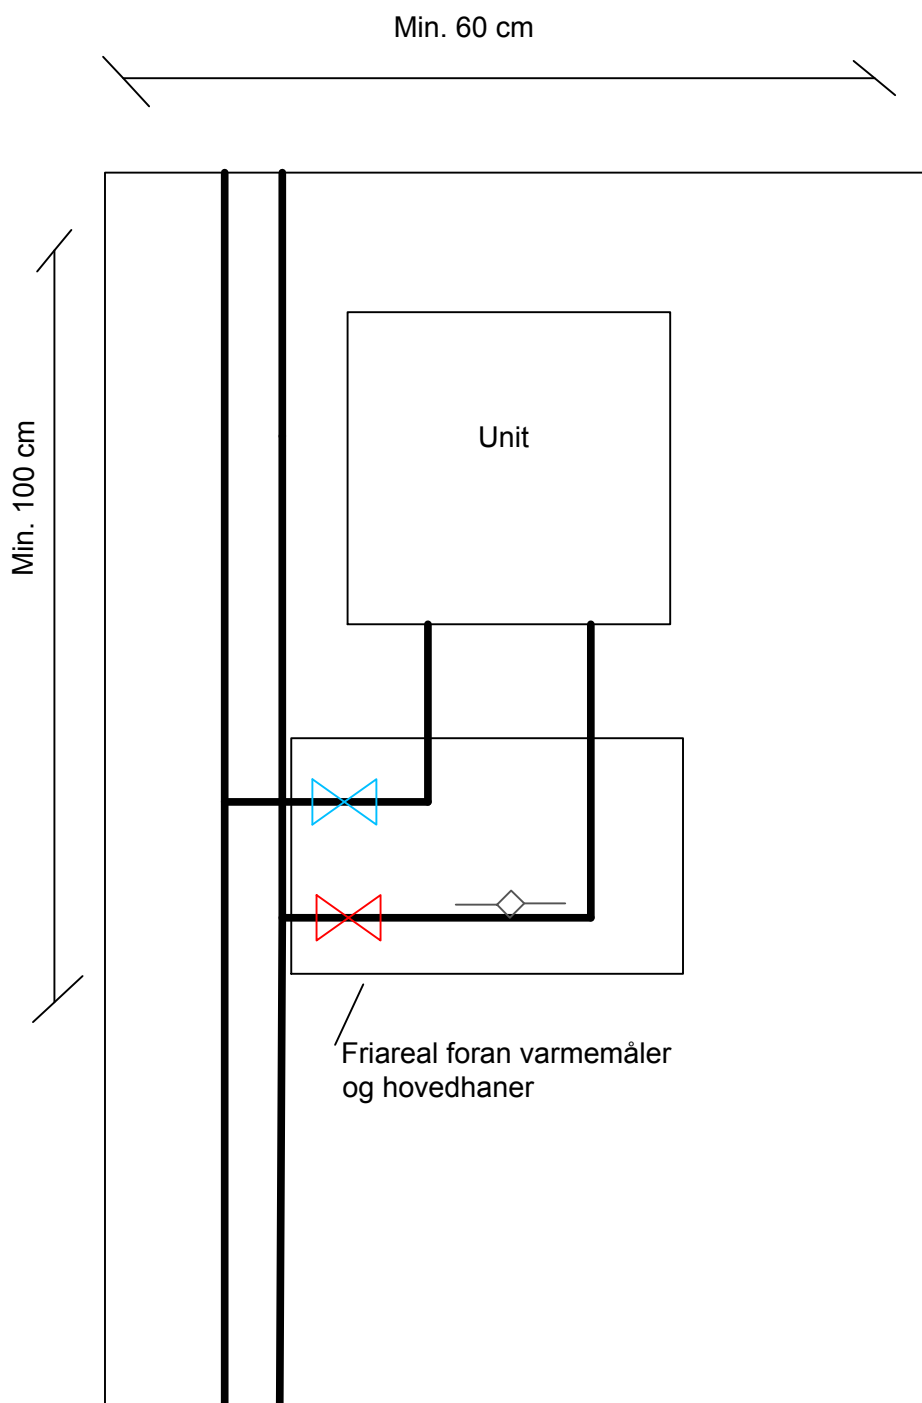 Min. 60 cm
Min. 100 cm
Unit
Friareal foran varmemåler
og hovedhaner